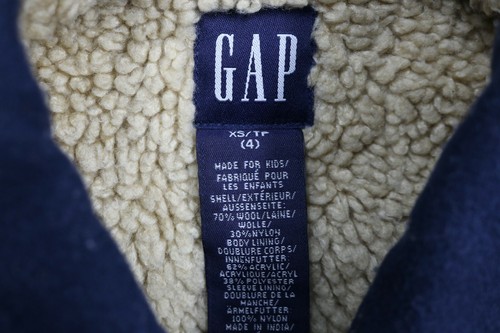 GAP
XS/TP
(4)
MADE FOR KIDS/
FABRIQUÉ POUR
LES ENFANTS
SHELL/EXTÉRIEUR/
AUSSENSEITE:
70% WOOL/LAINE/
WOLLE/
30%NYLON
BODY LINING/
DOUBLURE CORPS/
INNENFUTTER:
62% ACRYLIC/
ACRYLIQUE/ACRYL
38% POLYESTER
SLEEVE LINING/
DOUBLURE DE LA
MANCHE/
ARMELFUTTER:
100% NYLON
MADE IN INDIA/